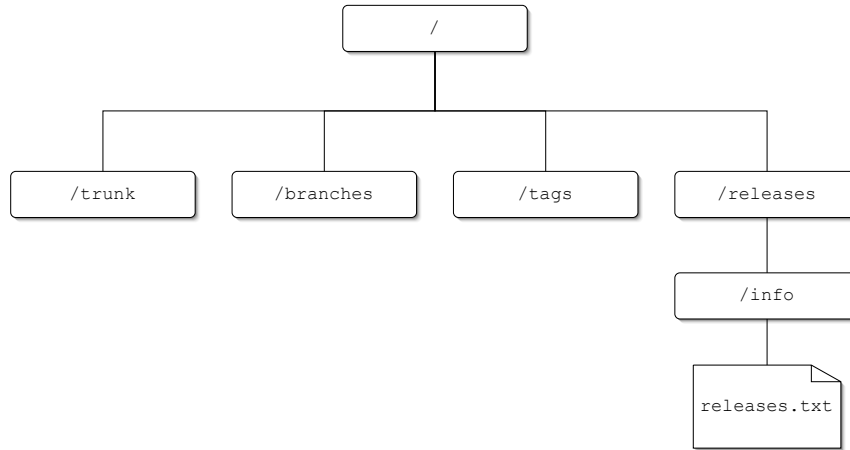 /
/trunk
/branches
/tags
/releases
/info
releases.txt